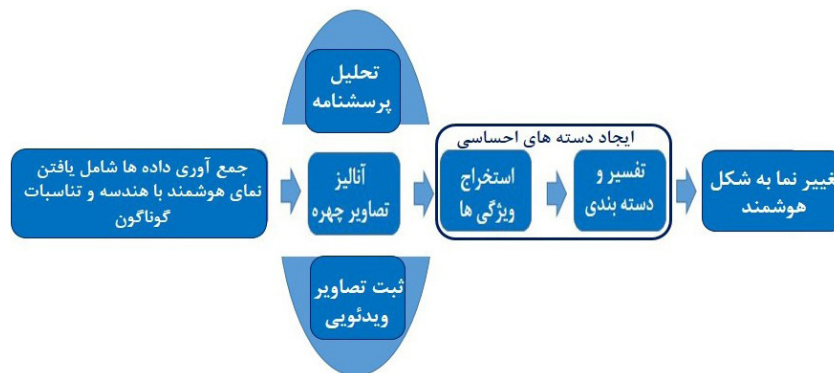 تحلیل
پرسشنامه
ایجاد دسته های احساسی
جمع آوری داده ها شامل یافتن
نمای هوشمند با هندسه و تناسبات
گوناگون
آنالیز
تصاویر چهره
استخراج
ویژگی ها
تفسیر و
دسته بندی
تغییر نما به شکل
هوشمند
ثبت تصاویر
ویدئویی